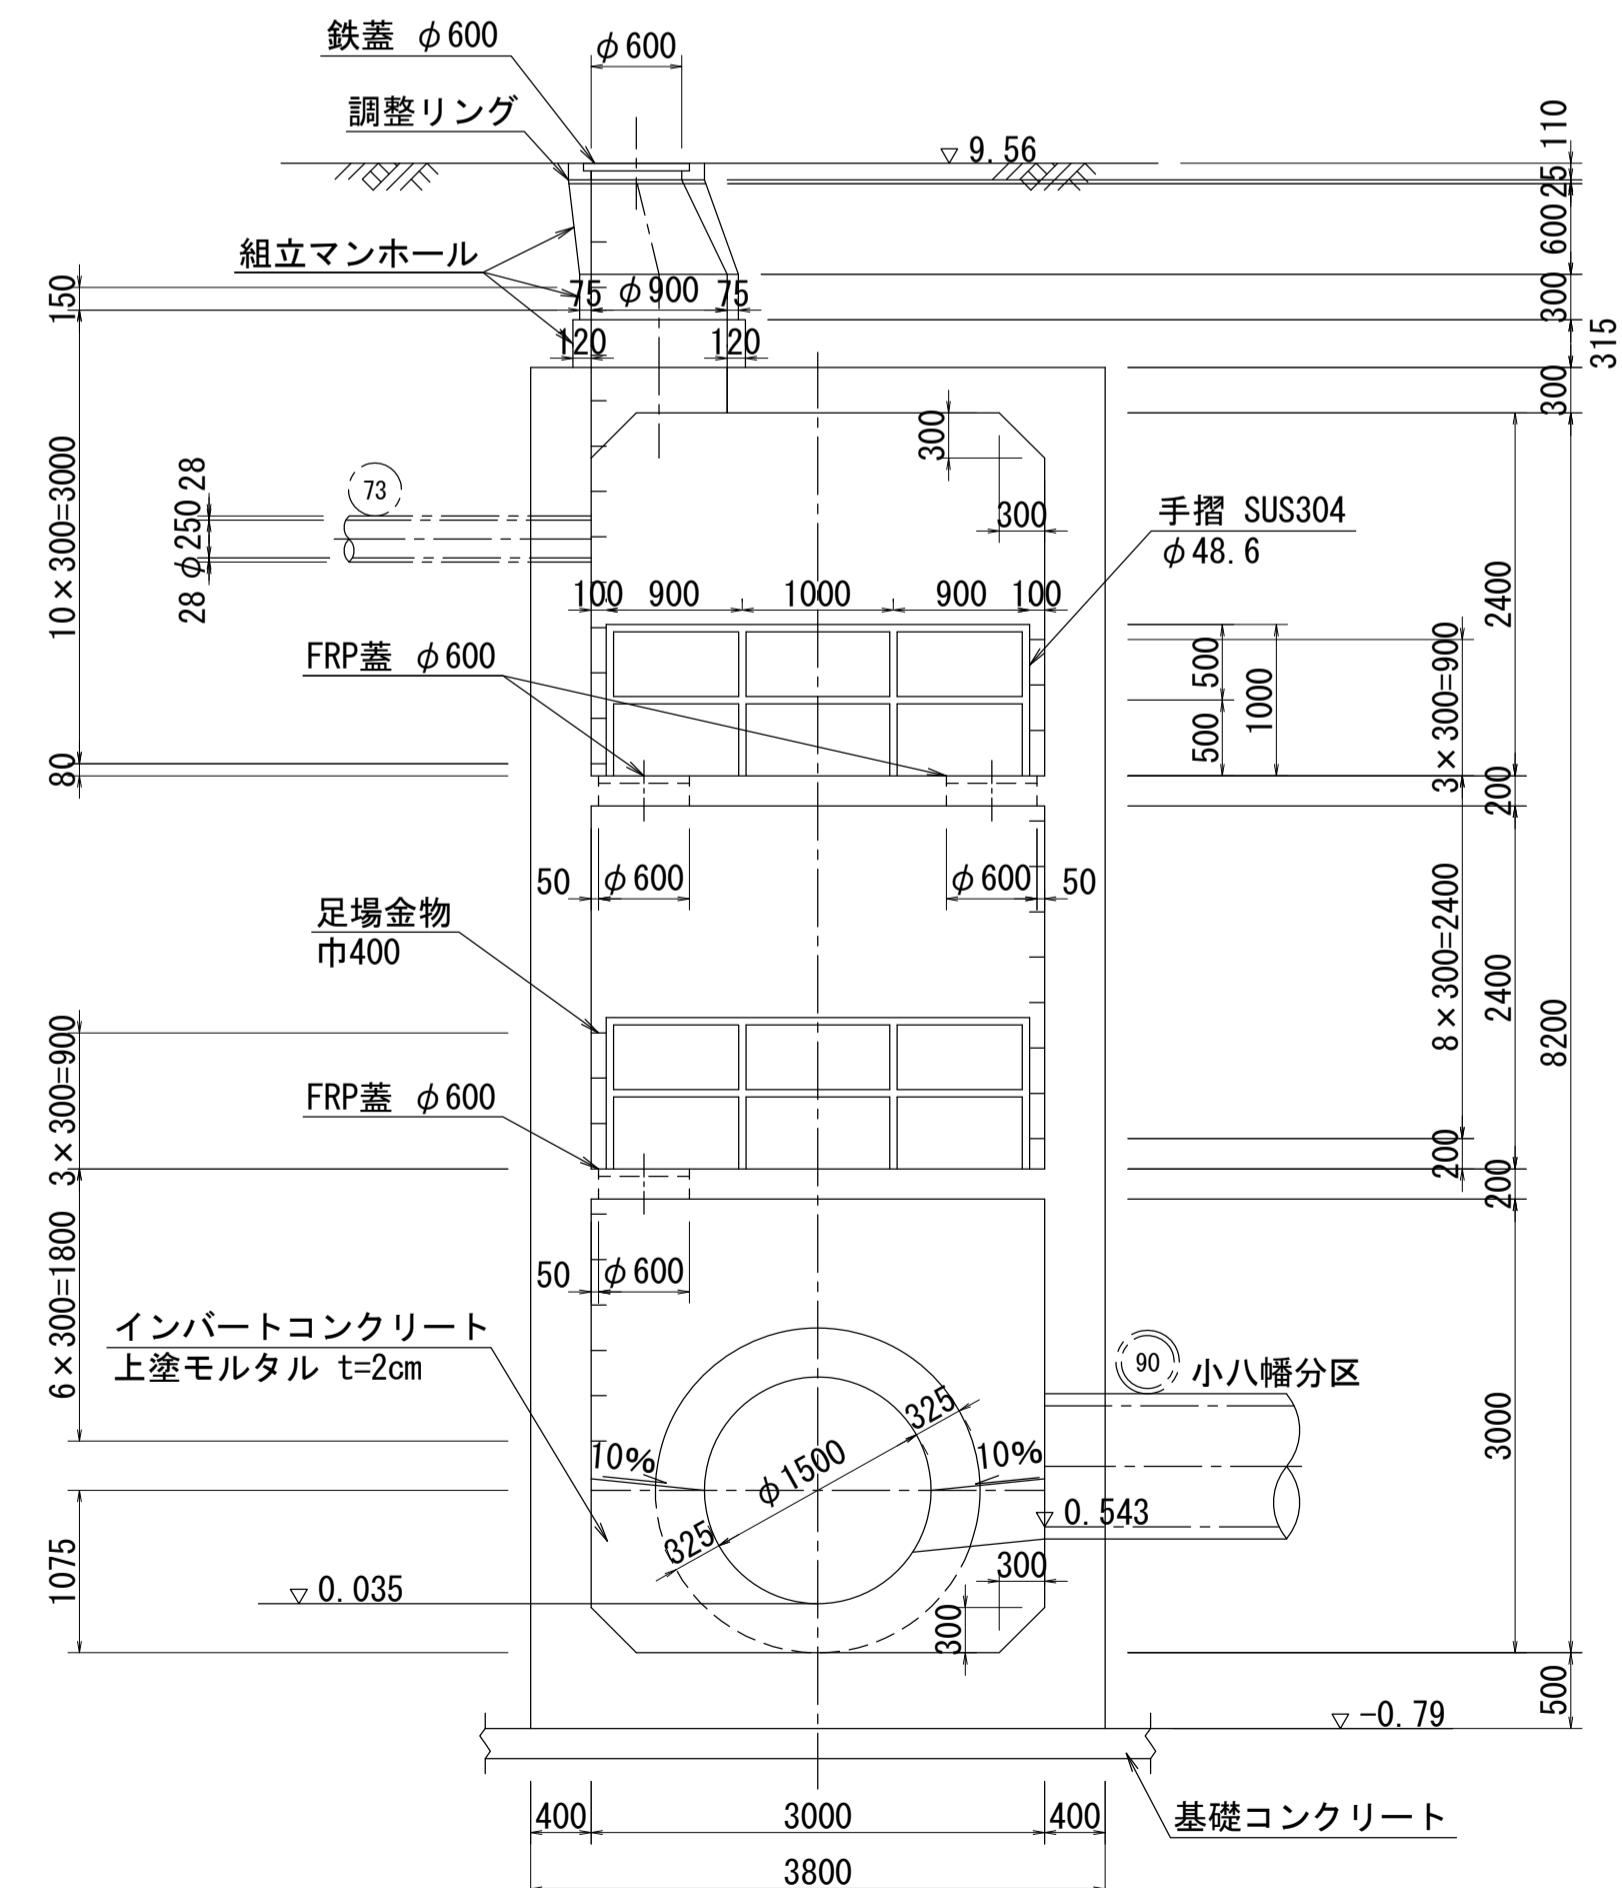 鉄蓋 φ600
φ600
調整リング
9.56
110
25
600
組立マンホール
75 φ900 75
300
315
150
120 120
300
300
10×300=3000
73
28
φ250
28
300
手摺 SUS304
φ48.6
2400
100 900 1000 900 100
FRP蓋 φ600
500
500
1000
3×300=900
80
200
50 φ600
φ600 50
足場金物
巾400
8×300=2400
2400
8200
3×300=900
FRP蓋 φ600
200
200
6×300=1800
50 φ600
インバートコンクリート
上塗モルタル t=2cm
90
小八幡分区
325
10%
φ1500
10%
3000
325
0.543
1075
0.035
300
300
500
-0.79
400 3000 400
基礎コンクリート
3800